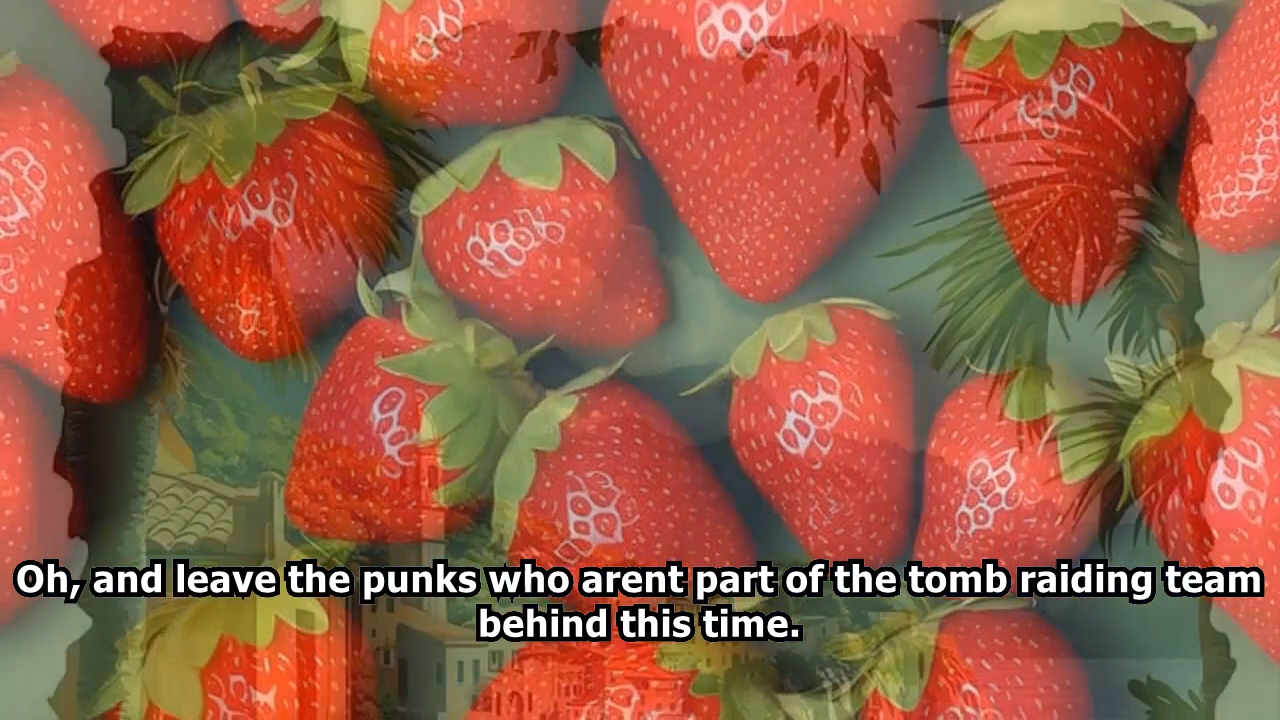 Oh, and leave the punks who arent part of the tomb raiding team
behind this time.